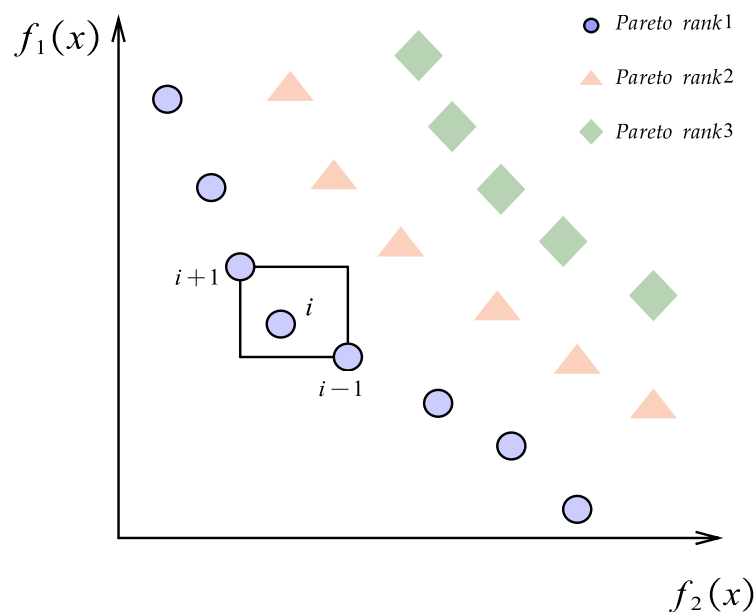 f₁(x)
Pareto rank1
Pareto rank2
Pareto rank3
i+1
i
i−1
f₂(x)